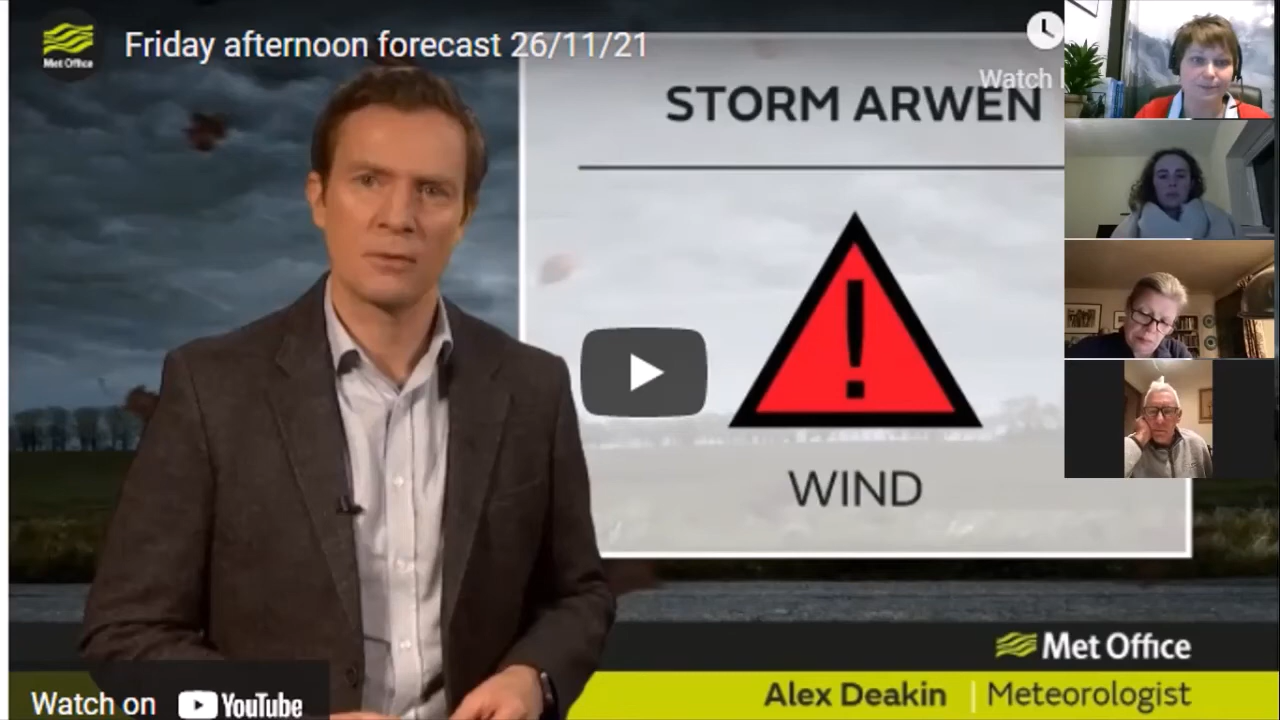 Met Office
Friday afternoon forecast 26/11/21
Watch
STORM ARWEN
WIND
Met Office
Alex Deakin | Meteorologist
Watch on YouTube